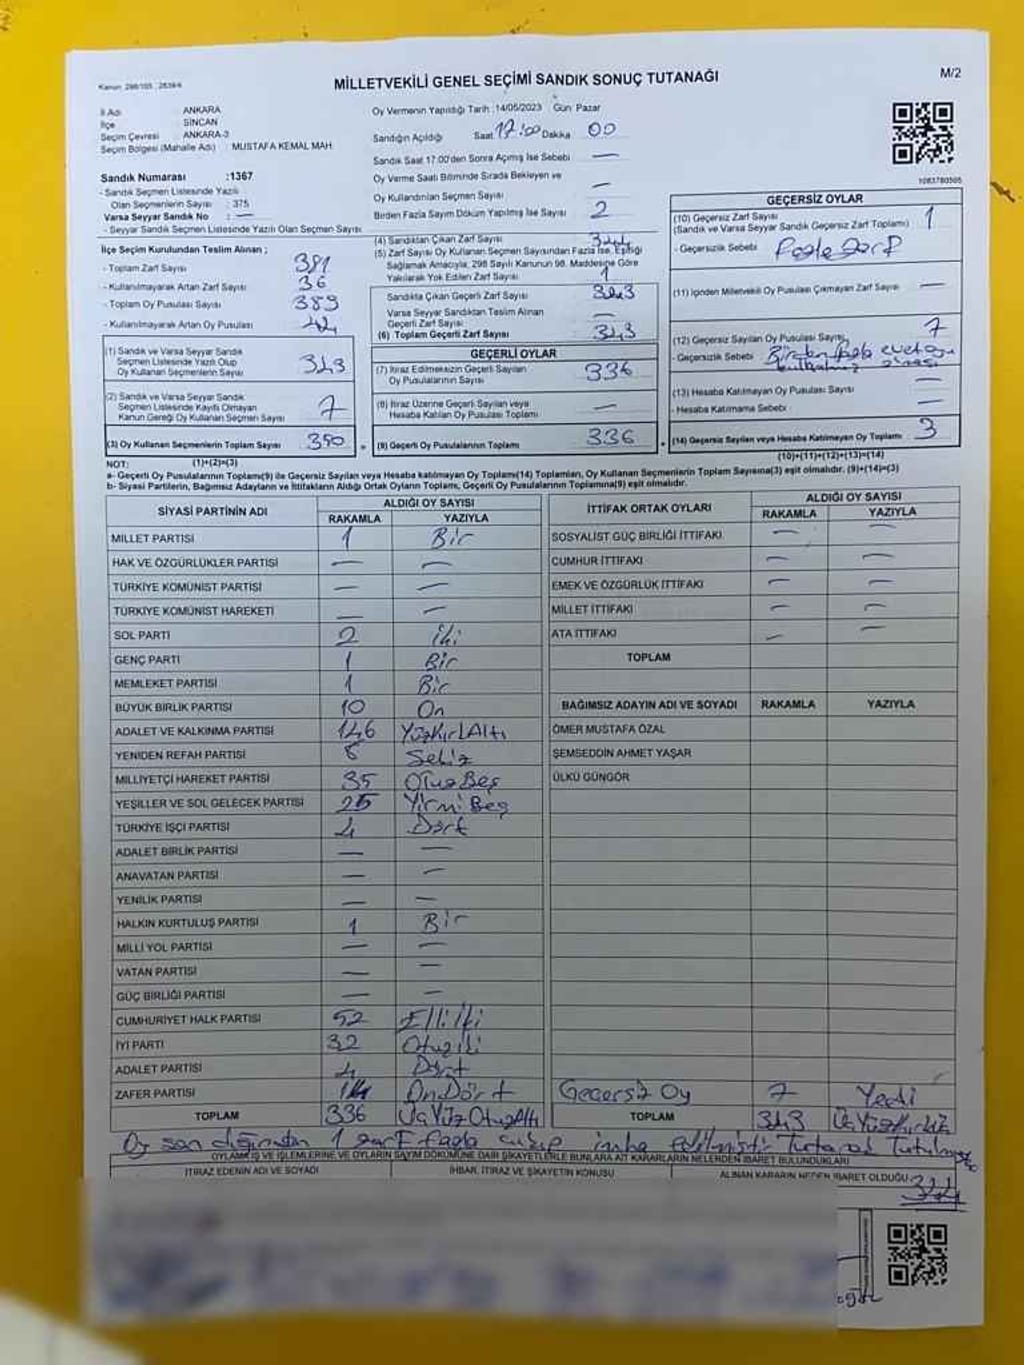 MİLLETVEKİLİ GENEL SEÇİMİ SANDIK SONUÇ TUTANAĞI
M/2
İl Adı : ANKARA
İlçe : SİNCAN
Seçim Çevresi : ANKARA-3
Seçim Bölgesi (Mahalle Adı) : MUSTAFA KEMAL MAH.
Sandık Numarası :1367
- Sandık Seçmen Listesinde Yazılı
Olan Seçmenlerin Sayısı : 375
Varsa Seyyar Sandık No : —
- Seyyar Sandık Seçmen Listesinde Yazılı Olan Seçmen Sayısı
Oy Vermenin Yapıldığı Tarih :14/05/2023 Gün: Pazar
Sandığın Açıldığı Saat 17:00 Dakika 00
Sandık Saat 17:00'den Sonra Açılmış İse Sebebi —
Oy Verme Saati Bitiminde Sırada Bekleyen ve
Oy Kullandırılan Seçmen Sayısı —
Birden Fazla Sayım Döküm Yapılmış İse Sayısı 2
1083780505
İlçe Seçim Kurulundan Teslim Alınan ;
- Toplam Zarf Sayısı 381
- Kullanılmayarak Artan Zarf Sayısı 36
- Toplam Oy Pusulası Sayısı 389
- Kullanılmayarak Artan Oy Pusulası 42
(1) Sandık ve Varsa Seyyar Sandık
Seçmen Listesinde Yazılı Olup
Oy Kullanan Seçmenlerin Sayısı 343
(2) Sandık ve Varsa Seyyar Sandık
Seçmen Listesinde Kayıtlı Olmayan
Kanun Gereği Oy Kullanan Seçmen Sayısı 7
(3) Oy Kullanan Seçmenlerin Toplam Sayısı 350
(4) Sandıktan Çıkan Zarf Sayısı 344
(5) Zarf Sayısı Oy Kullanan Seçmen Sayısından Fazla İse, Eşitliği
Sağlamak Amacıyla, 298 Sayılı Kanunun 98. Maddesine Göre
Yakılarak Yok Edilen Zarf Sayısı 1
Sandıkta Çıkan Geçerli Zarf Sayısı 343
Varsa Seyyar Sandıktan Teslim Alınan
Geçerli Zarf Sayısı —
(6) Toplam Geçerli Zarf Sayısı 343
GEÇERLİ OYLAR
(7) İtiraz Edilmeksizin Geçerli Sayılan
Oy Pusulalarının Sayısı 336
(8) İtiraz Üzerine Geçerli Sayılan veya
Hesaba Katılan Oy Pusulası Toplamı —
(9) Geçerli Oy Pusulalarının Toplamı 336
GEÇERSİZ OYLAR
(10) Geçersiz Zarf Sayısı
(Sandık ve Varsa Seyyar Sandık Geçersiz Zarf Toplamı) 1
- Geçersizlik Sebebi Fazla Zarf
(11) İçinden Milletvekili Oy Pusulası Çıkmayan Zarf Sayısı —
(12) Geçersiz Sayılan Oy Pusulası Sayısı 7
- Geçersizlik Sebebi Birden fazla evet oyu
(13) Hesaba Katılmayan Oy Pusulası Sayısı —
- Hesaba Katılmama Sebebi —
(14) Geçersiz Sayılan veya Hesaba Katılmayan Oy Toplamı 3
NOT: (1)+(2)=(3) (10)+(11)+(12)+(13)=(14)
a- Geçerli Oy Pusulalarının Toplamı(9) ile Geçersiz Sayılan veya Hesaba katılmayan Oy Toplamı(14) Toplamları, Oy Kullanan Seçmenlerin Toplam Sayısına(3) eşit olmalıdır. (9)+(14)=(3)
b- Siyasi Partilerin, Bağımsız Adayların ve İttifakların Aldığı Ortak Oyların Toplamı, Geçerli Oy Pusulalarının Toplamına(9) eşit olmalıdır.
SİYASİ PARTİNİN ADI ALDIĞI OY SAYISI
RAKAMLA YAZIYLA
MİLLET PARTİSİ 1 Bir
HAK VE ÖZGÜRLÜKLER PARTİSİ — —
TÜRKİYE KOMÜNİST PARTİSİ — —
TÜRKİYE KOMÜNİST HAREKETİ — —
SOL PARTİ 2 İki
GENÇ PARTİ 1 Bir
MEMLEKET PARTİSİ 1 Bir
BÜYÜK BİRLİK PARTİSİ 10 On
ADALET VE KALKINMA PARTİSİ 146 YüzKırkAltı
YENİDEN REFAH PARTİSİ 8 Sekiz
MİLLİYETÇİ HAREKET PARTİSİ 35 OtuzBeş
YEŞİLLER VE SOL GELECEK PARTİSİ 25 YirmiBeş
TÜRKİYE İŞÇİ PARTİSİ 4 Dört
ADALET BİRLİK PARTİSİ — —
ANAVATAN PARTİSİ — —
YENİLİK PARTİSİ — —
HALKIN KURTULUŞ PARTİSİ 1 Bir
MİLLİ YOL PARTİSİ — —
VATAN PARTİSİ — —
GÜÇ BİRLİĞİ PARTİSİ — —
CUMHURİYET HALK PARTİSİ 52 Elliİki
İYİ PARTİ 32 Otuziki
ADALET PARTİSİ 4 Dört
ZAFER PARTİSİ 14 OnDört
TOPLAM 336 ÜçYüzOtuzAltı
İTTİFAK ORTAK OYLARI ALDIĞI OY SAYISI
RAKAMLA YAZIYLA
SOSYALİST GÜÇ BİRLİĞİ İTTİFAKI — —
CUMHUR İTTİFAKI — —
EMEK VE ÖZGÜRLÜK İTTİFAKI — —
MİLLET İTTİFAKI — —
ATA İTTİFAKI — —
TOPLAM
BAĞIMSIZ ADAYIN ADI VE SOYADI RAKAMLA YAZIYLA
ÖMER MUSTAFA ÖZAL
ŞEMSEDDİN AHMET YAŞAR
ÜLKÜ GÜNGÖR
Geçersiz Oy 7 Yedi
TOPLAM 343
Oy sandığından 1 zarf fazla çıkıp imha edilmiştir Tutanak Tutulmuş
OYLAMA İŞ VE İŞLEMLERİNE VE OYLARIN SAYIM DÖKÜMÜNE DAİR ŞİKAYETLERLE BUNLARA AİT KARARLARIN NELERDEN İBARET BULUNDUKLARI
İTİRAZ EDENİN ADI VE SOYADI İHBAR, İTİRAZ VE ŞİKAYETİN KONUSU ALINAN KARARIN NEDEN İBARET OLDUĞU
344